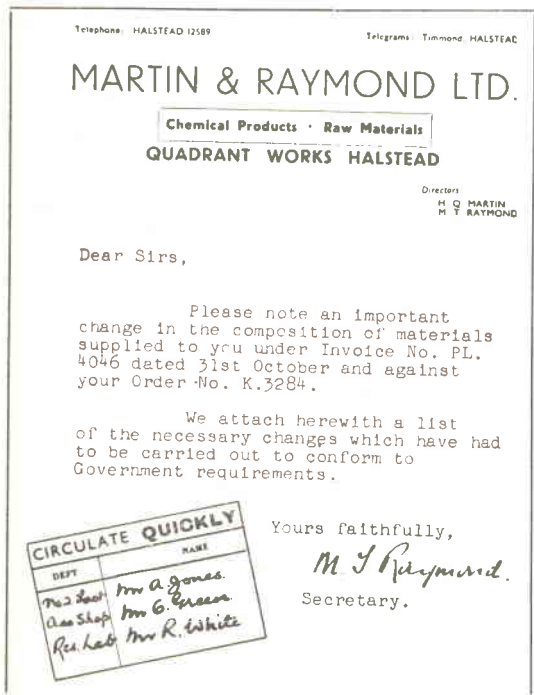 Telephone: HALSTEAD 12589
Telegrams: Timmond, HALSTEAD
MARTIN & RAYMOND LTD.
Chemical Products · Raw Materials
QUADRANT WORKS HALSTEAD
Directors
H Q MARTIN
M T RAYMOND
Dear Sirs,
Please note an important
change in the composition of materials
supplied to you under Invoice No. PL.
4046 dated 31st October and against
your Order No. K.3284.
We attach herewith a list
of the necessary changes which have had
to be carried out to conform to
Government requirements.
Yours faithfully,
M T Raymond.
Secretary.
CIRCULATE QUICKLY
DEPT NAME
No 2 Mr A. Jones.
Ass Shop Mr G. Green
Res. Lab Mr R. White